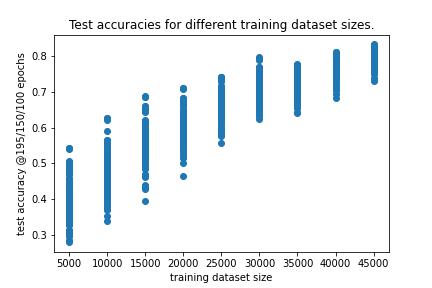 Test accuracies for different training dataset sizes.
test accuracy @195/150/100 epochs
0.8
0.7
0.6
0.5
0.4
0.3
5000 10000 15000 20000 25000 30000 35000 40000 45000
training dataset size